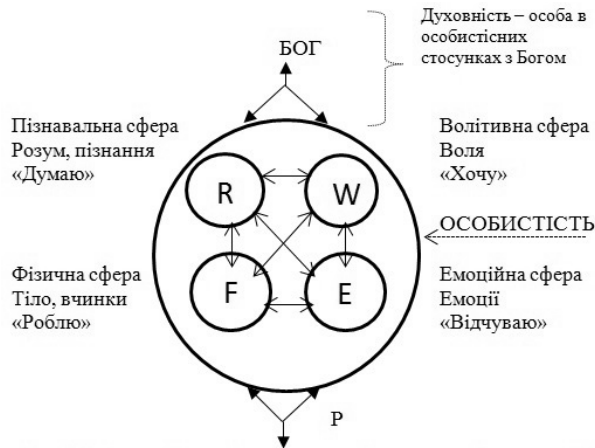 Духовність – особа в
особистісних
стосунках з Богом
БОГ
Пізнавальна сфера
Розум, пізнання
«Думаю»
Волітивна сфера
Воля
«Хочу»
R
W
ОСОБИСТІСТЬ
Фізична сфера
Тіло, вчинки
«Роблю»
F
E
Емоційна сфера
Емоції
«Відчуваю»
Р